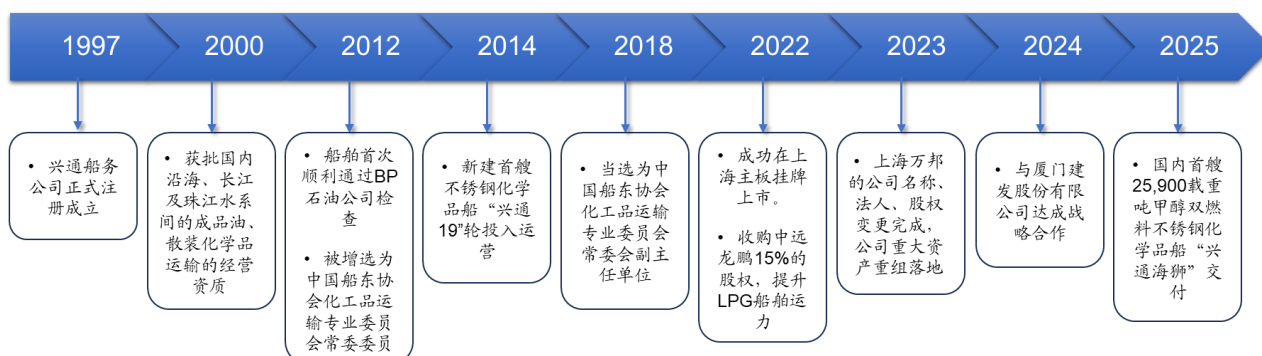 1997
2000
2012
2014
2018
2022
2023
2024
2025
• 兴通船务
公司正式注
册成立
• 获批国内
沿海、长江
及珠江水系
间的成品油、
散装化学品
运输的经营
资质
• 船舶首次
顺利通过BP
石油公司检
查
• 被增选为
中国船东协
会化工品运
输专业委员
会常委委员
• 新建首艘
不锈钢化学
品船“兴通
19”轮投入运
营
• 当选为中
国船东协会
化工品运输
专业委员会
常委会副主
任单位
• 成功在上
海主板挂牌
上市。
• 收购中远
龙鹏15%的
股权，提升
LPG船舶运
力
• 上海万邦
的公司名称、
法人、股权
变更完成，
公司重大资
产重组落地
• 与厦门建
发股份有限
公司达成战
略合作
• 国内首艘
25,900载重
吨甲醇双燃
料不锈钢化
学品船“兴
通海狮”交
付